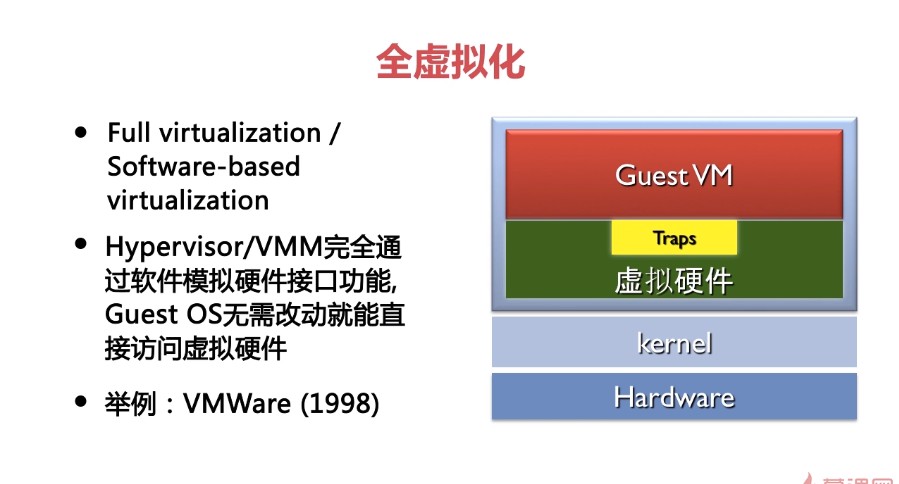 全虚拟化
Full virtualization /
Software-based
virtualization
Hypervisor/VMM完全通
过软件模拟硬件接口功能,
Guest OS无需改动就能直
接访问虚拟硬件
举例：VMWare (1998)
Guest VM
Traps
虚拟硬件
kernel
Hardware